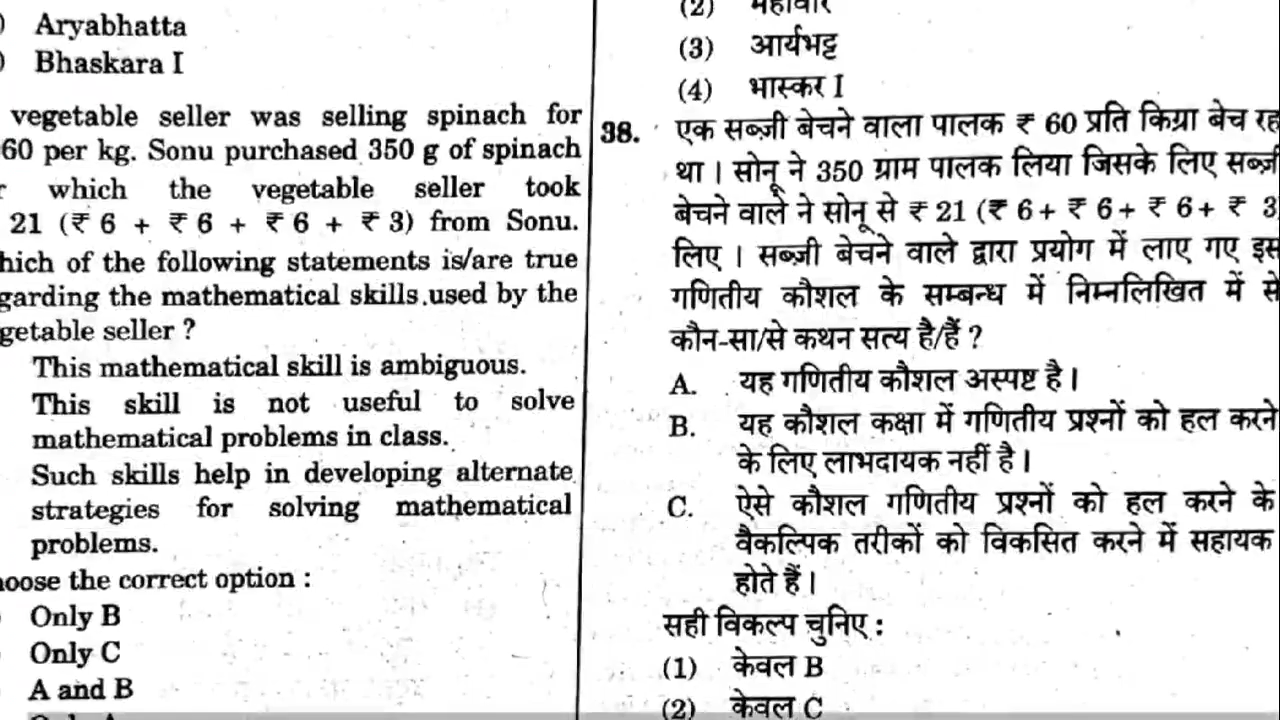 ) Aryabhatta
) Bhaskara I
vegetable seller was selling spinach for
60 per kg. Sonu purchased 350 g of spinach
r which the vegetable seller took
21 (₹ 6 + ₹ 6 + ₹ 6 + ₹ 3) from Sonu.
hich of the following statements is/are true
garding the mathematical skills used by the
getable seller ?
This mathematical skill is ambiguous.
This skill is not useful to solve
mathematical problems in class.
Such skills help in developing alternate
strategies for solving mathematical
problems.
oose the correct option :
Only B
Only C
A and B
(2) महावीर
(3) आर्यभट्ट
(4) भास्कर I
38. एक सब्ज़ी बेचने वाला पालक ₹ 60 प्रति किग्रा बेच रह
था । सोनू ने 350 ग्राम पालक लिया जिसके लिए सब्ज़ी
बेचने वाले ने सोनू से ₹ 21 (₹ 6 + ₹ 6 + ₹ 6 + ₹ 3
लिए । सब्ज़ी बेचने वाले द्वारा प्रयोग में लाए गए इस
गणितीय कौशल के सम्बन्ध में निम्नलिखित में से
कौन-सा/से कथन सत्य है/हैं ?
A. यह गणितीय कौशल अस्पष्ट है ।
B. यह कौशल कक्षा में गणितीय प्रश्नों को हल करने
के लिए लाभदायक नहीं है ।
C. ऐसे कौशल गणितीय प्रश्नों को हल करने के
वैकल्पिक तरीकों को विकसित करने में सहायक
होते हैं ।
सही विकल्प चुनिए :
(1) केवल B
(2) केवल C